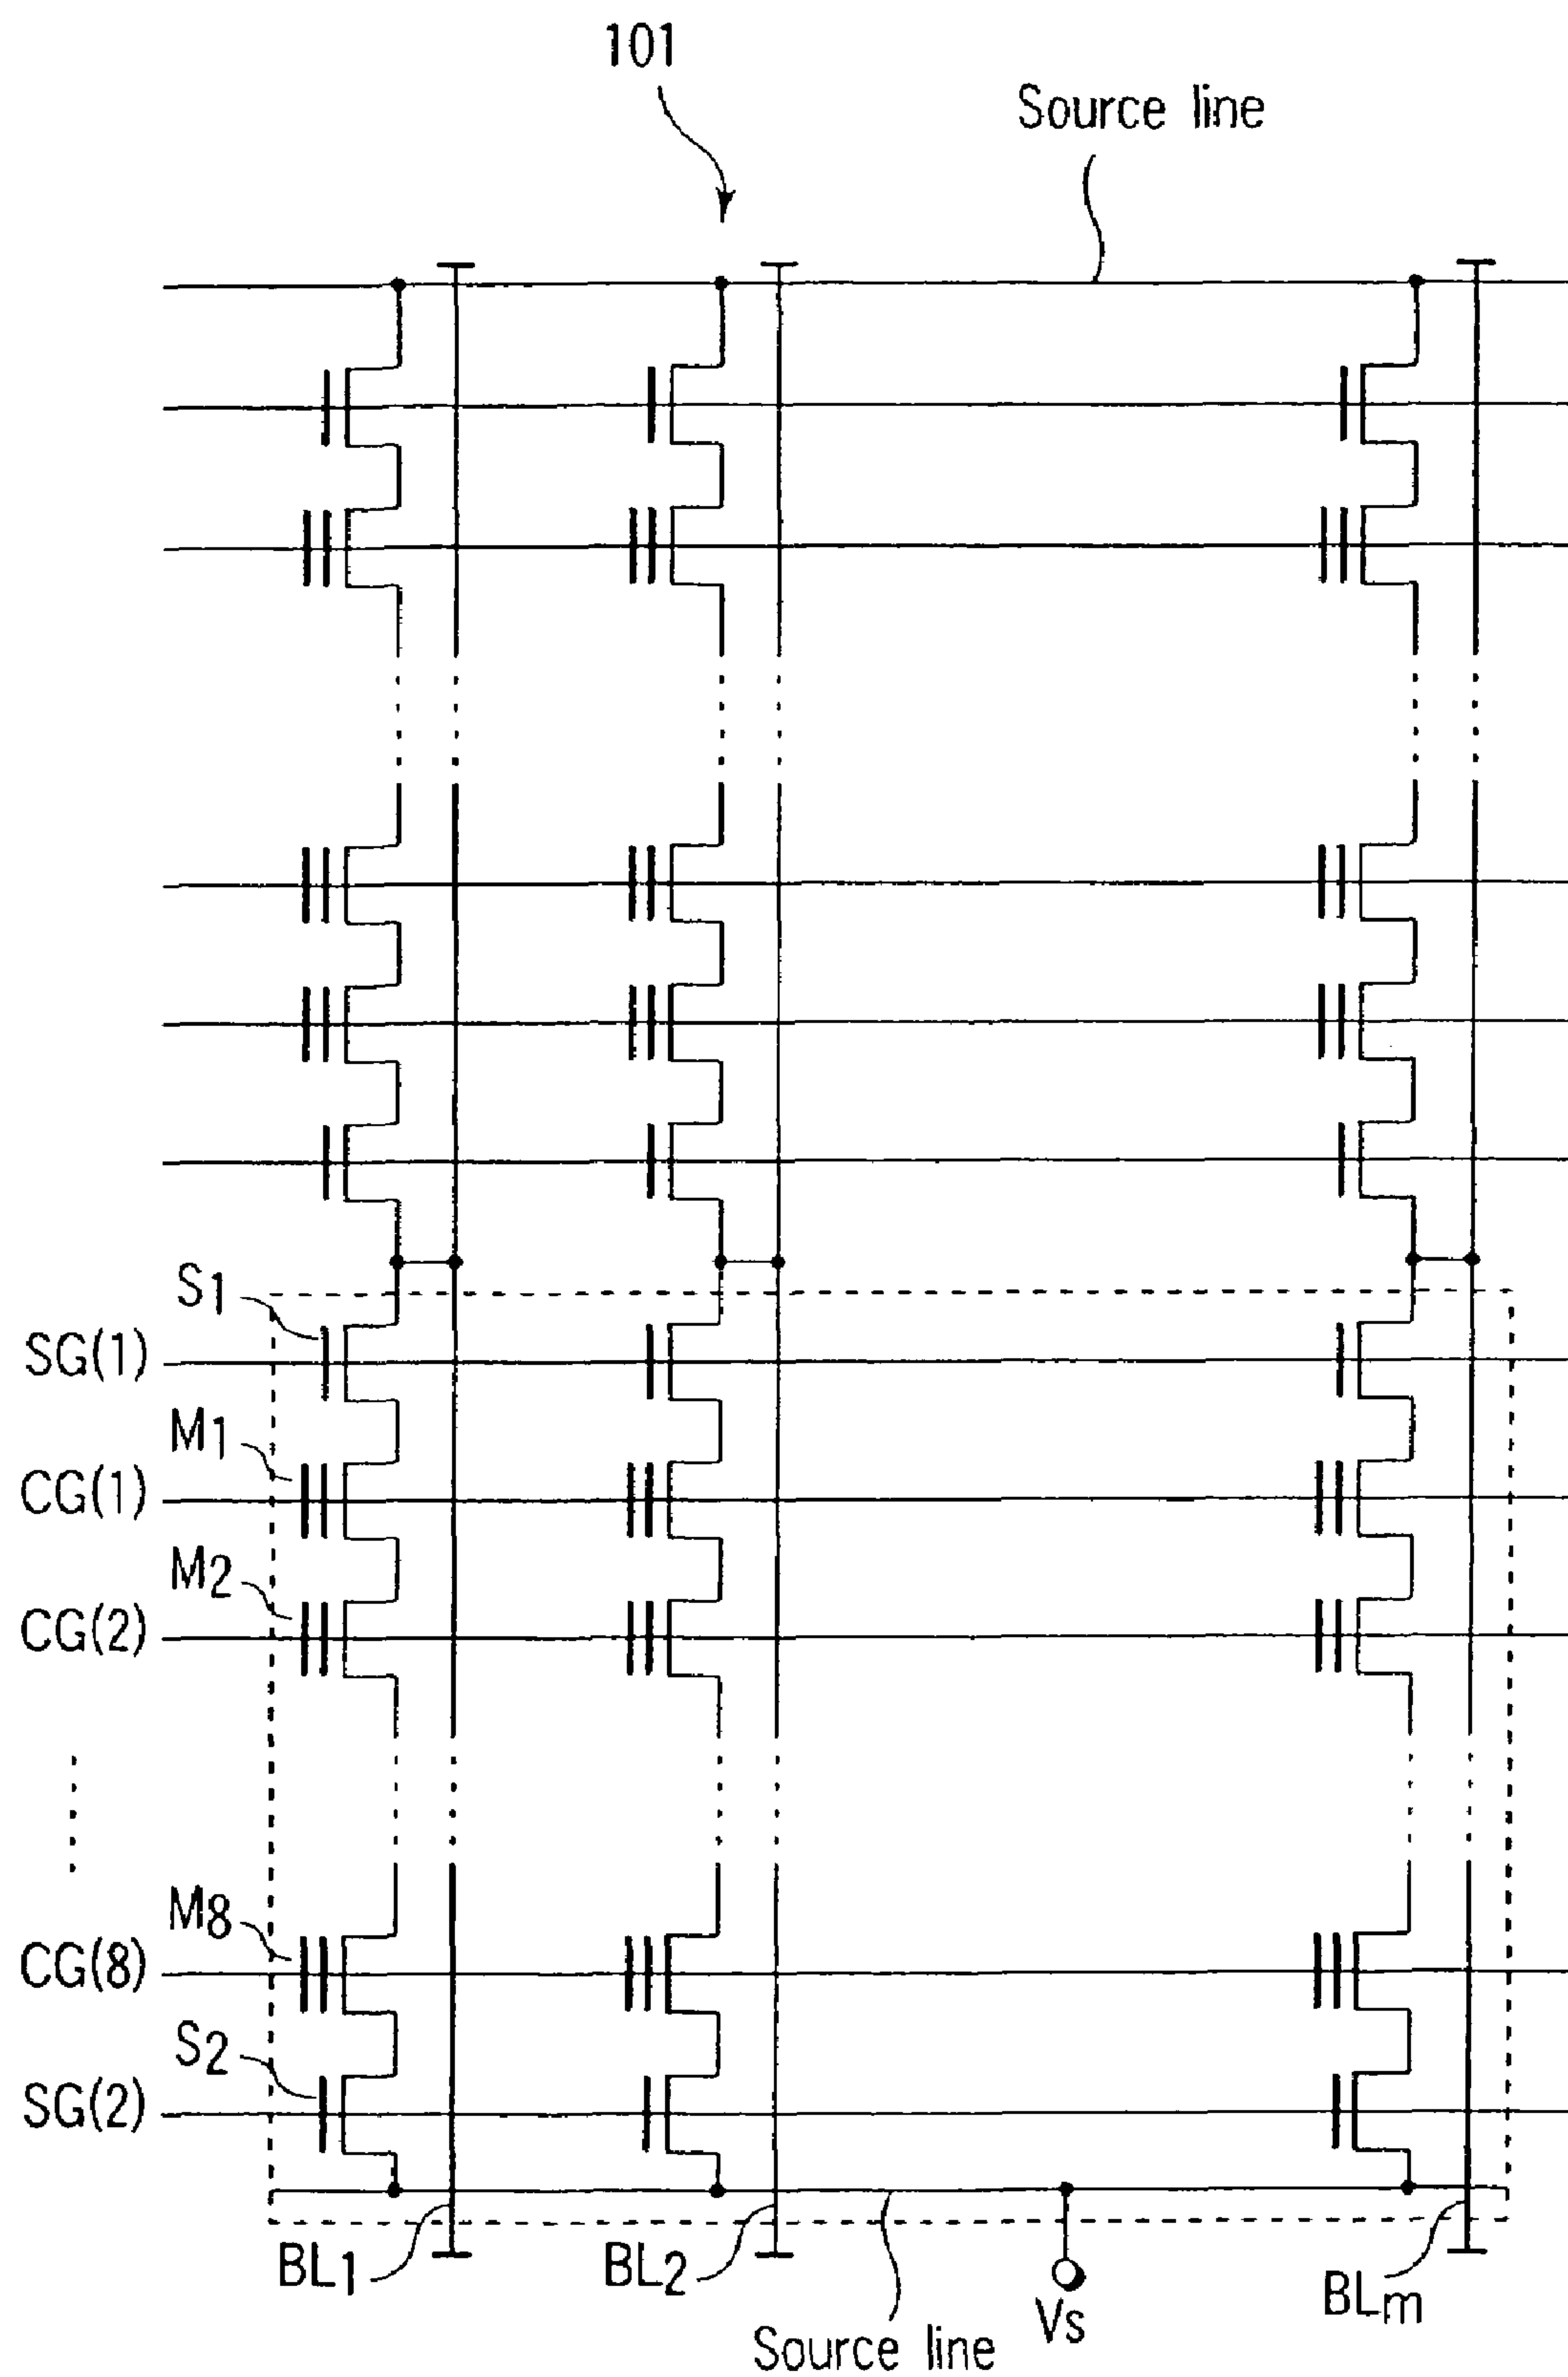 101
Source line
S1
SG(1)
M1
CG(1)
M2
CG(2)
M8
CG(8)
S2
SG(2)
BL1
BL2
BLm
Vs
Source line